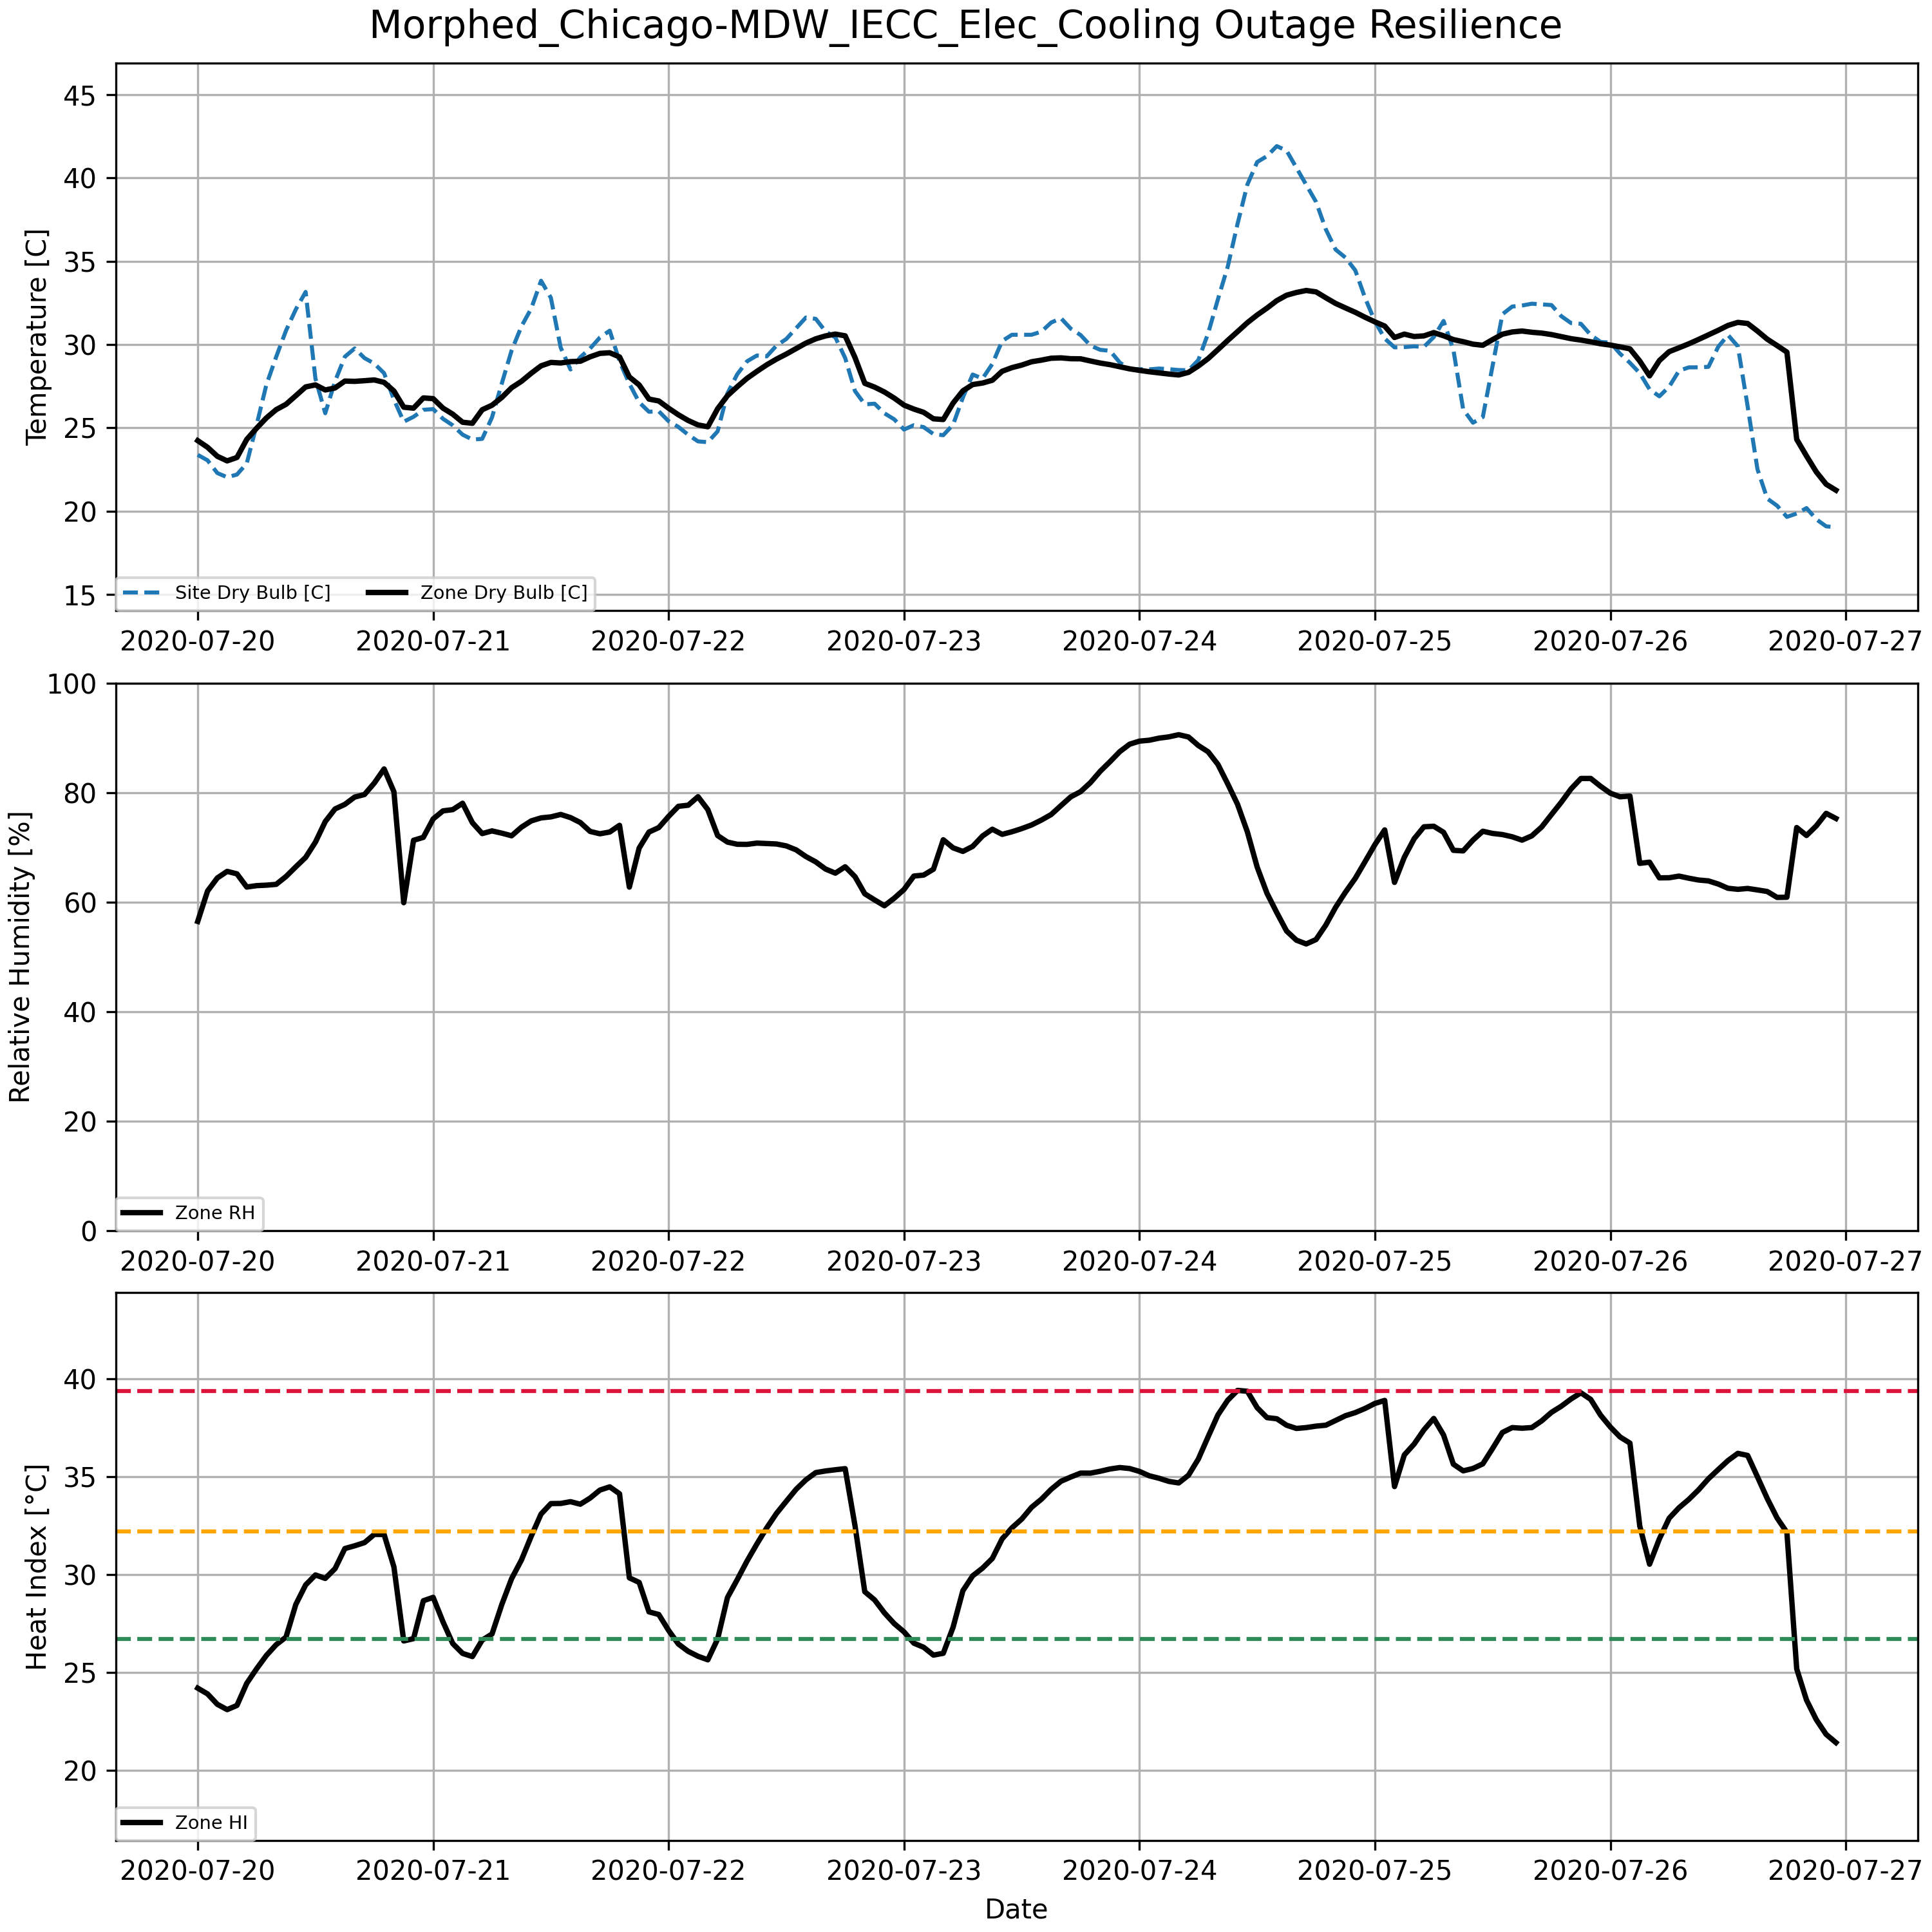 Morphed_Chicago-MDW_IECC_Elec_Cooling Outage Resilience
45
40
35
30
25
20
15
Temperature [C]
Site Dry Bulb [C] Zone Dry Bulb [C]
2020-07-20 2020-07-21 2020-07-22 2020-07-23 2020-07-24 2020-07-25 2020-07-26 2020-07-27
100
80
60
40
20
0
Relative Humidity [%]
Zone RH
2020-07-20 2020-07-21 2020-07-22 2020-07-23 2020-07-24 2020-07-25 2020-07-26 2020-07-27
40
35
30
25
20
Heat Index [°C]
Zone HI
2020-07-20 2020-07-21 2020-07-22 2020-07-23 2020-07-24 2020-07-25 2020-07-26 2020-07-27
Date